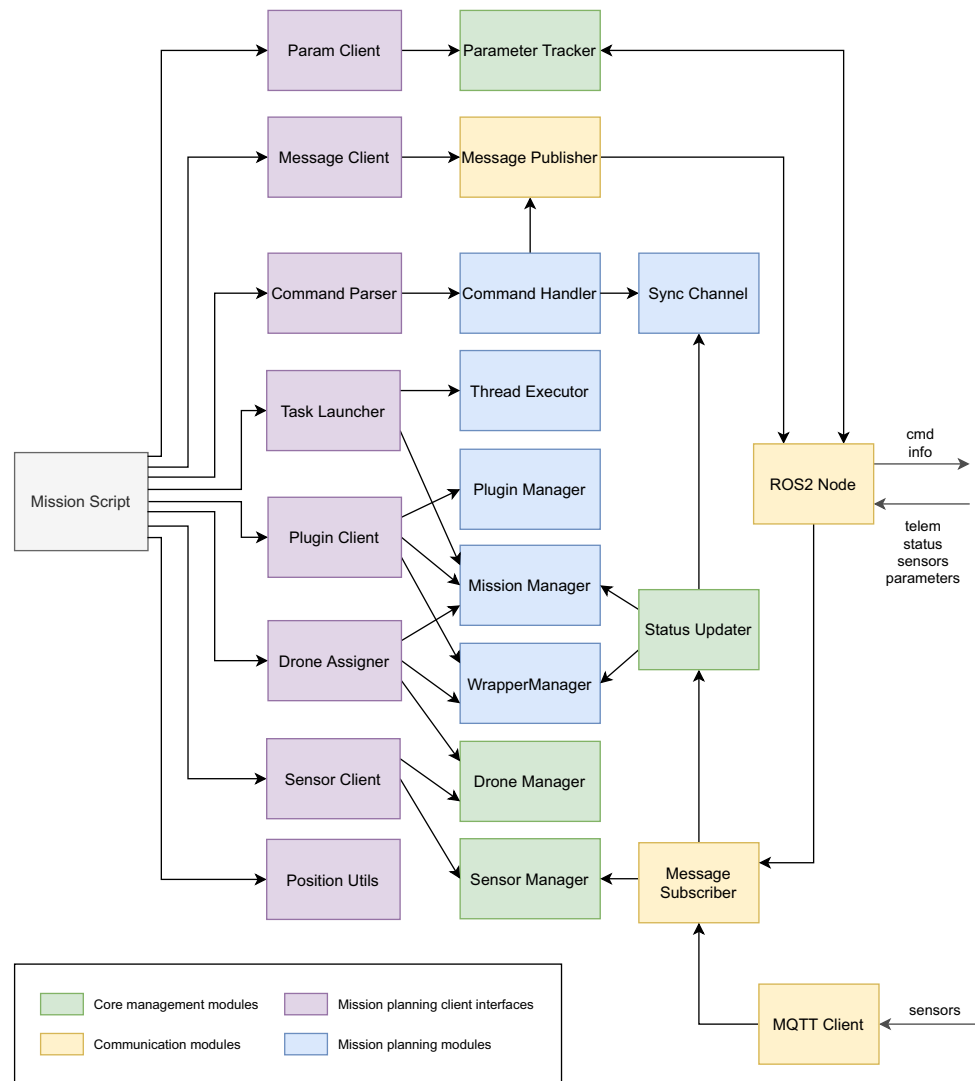 Param Client
Parameter Tracker
Message Client
Message Publisher
Command Parser
Command Handler
Sync Channel
Task Launcher
Thread Executor
cmd
info
ROS2 Node
Mission Script
Plugin Client
Plugin Manager
telem
status
sensors
parameters
Mission Manager
Status Updater
Drone Assigner
WrapperManager
Sensor Client
Drone Manager
Position Utils
Sensor Manager
Message
Subscriber
Core management modules
Mission planning client interfaces
Communication modules
Mission planning modules
MQTT Client
sensors